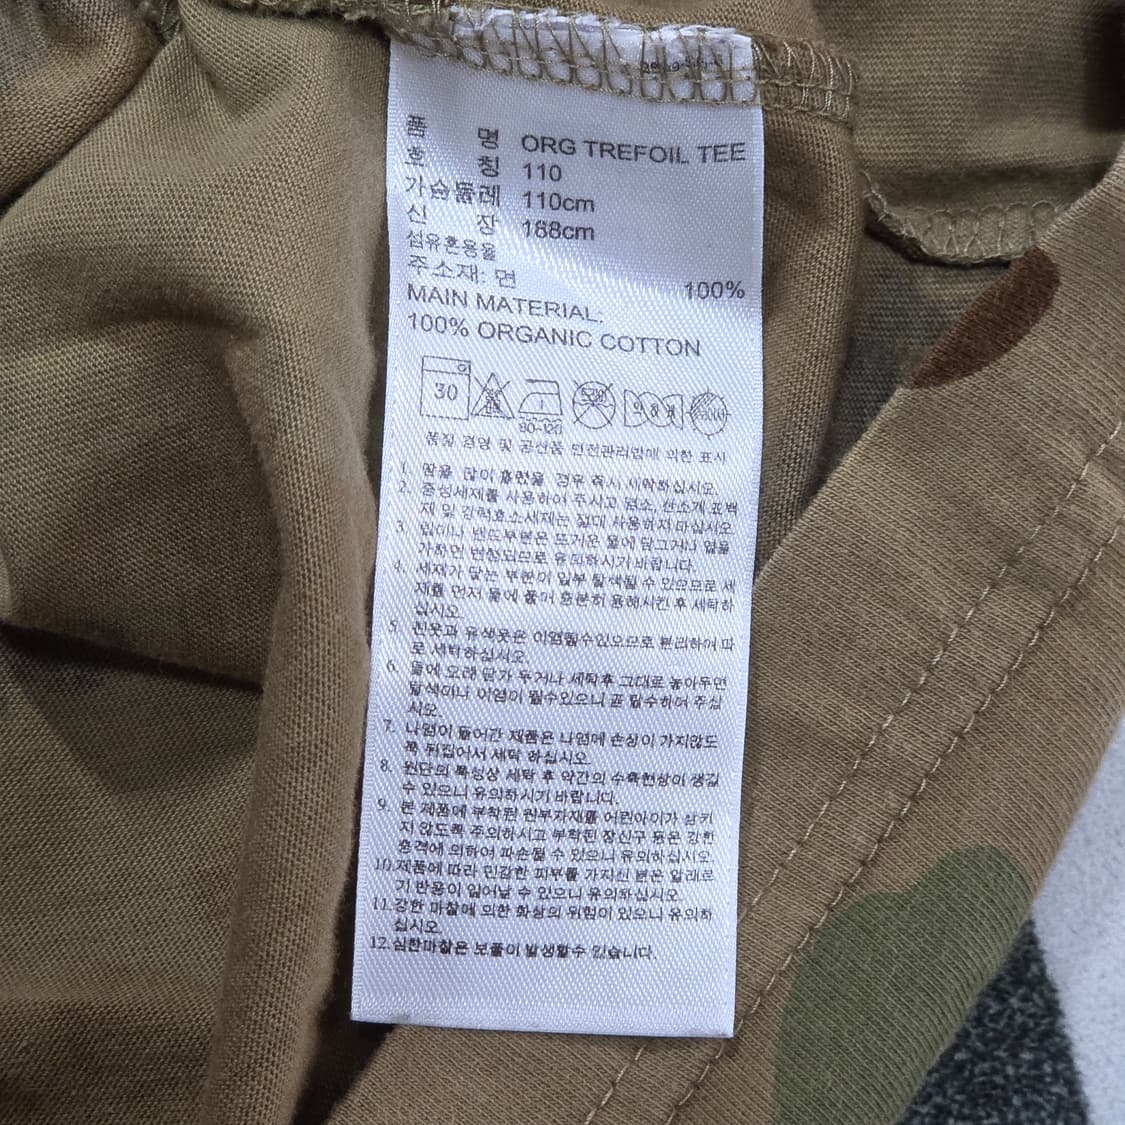 품 명 ORG TREFOIL TEE
호 칭 110
가슴둘레 110cm
신 장 188cm
섬유혼용율
주소재: 면 100%
MAIN MATERIAL:
100% ORGANIC COTTON
30
80-120
품질 경영 및 공산품 안전관리법에 의한 표시
1. 땀을 많이 흘렸을 경우 즉시 세탁하십시오.
2. 중성세제를 사용하여 주시고 염소, 산소계 표백
제 및 강력효소세제는 절대 사용하지 마십시오
3. 립이나 밴드부분은 뜨거운 물에 담그거나 열을
가하면 변형되므로 유의하시기 바랍니다.
4. 세제가 닿는 부분이 일부 탈색될 수 있으므로 세
제를 먼저 물에 풀어 충분히 용해시킨 후 세탁하
십시오.
5. 흰옷과 유색옷은 이염될수있으므로 분리하여 따
로 세탁하십시오.
6. 물에 오래 담가 두거나 세탁후 그대로 놓아두면
탈색이나 이염이 될수있으니 곧 탈수하여 주십
시오.
7. 나염이 들어간 제품은 나염에 손상이 가지않도
록 뒤집어서 세탁 하십시오.
8. 원단의 특성상 세탁 후 약간의 수축현상이 생길
수 있으니 유의하시기 바랍니다.
9. 본 제품에 부착된 원부자재를 어린아이가 삼키
지 않도록 주의하시고 부착된 장신구 등은 강한
충격에 의하여 파손될 수 있으니 유의하십시오.
10.제품에 따라 민감한 피부를 가지신 분은 알레르
기 반응이 일어날 수 있으니 유의하십시오.
11.강한 마찰에 의한 화상의 위험이 있으니 유의하
십시오.
12.심한마찰은 보풀이 발생할수 있습니다.